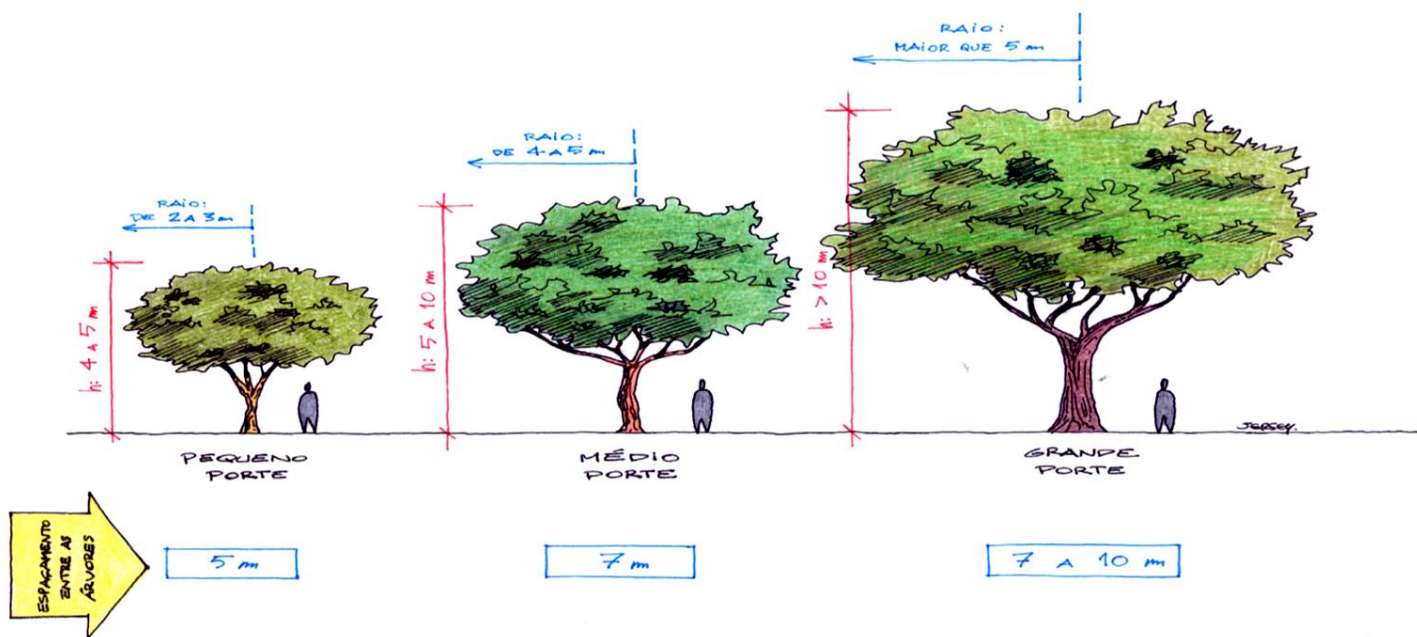 RAIO:
MAIOR QUE 5 m
RAIO:
DE 4 A 5 m
RAIO:
DE 2 A 3 m
h: 4 A 5 m
h: 5 A 10 m
h: > 10 m
JERSEY.
PEQUENO
PORTE
MÉDIO
PORTE
GRANDE
PORTE
ESPAÇAMENTO
ENTRE AS
ÁRVORES
5 m
7 m
7 A 10 m